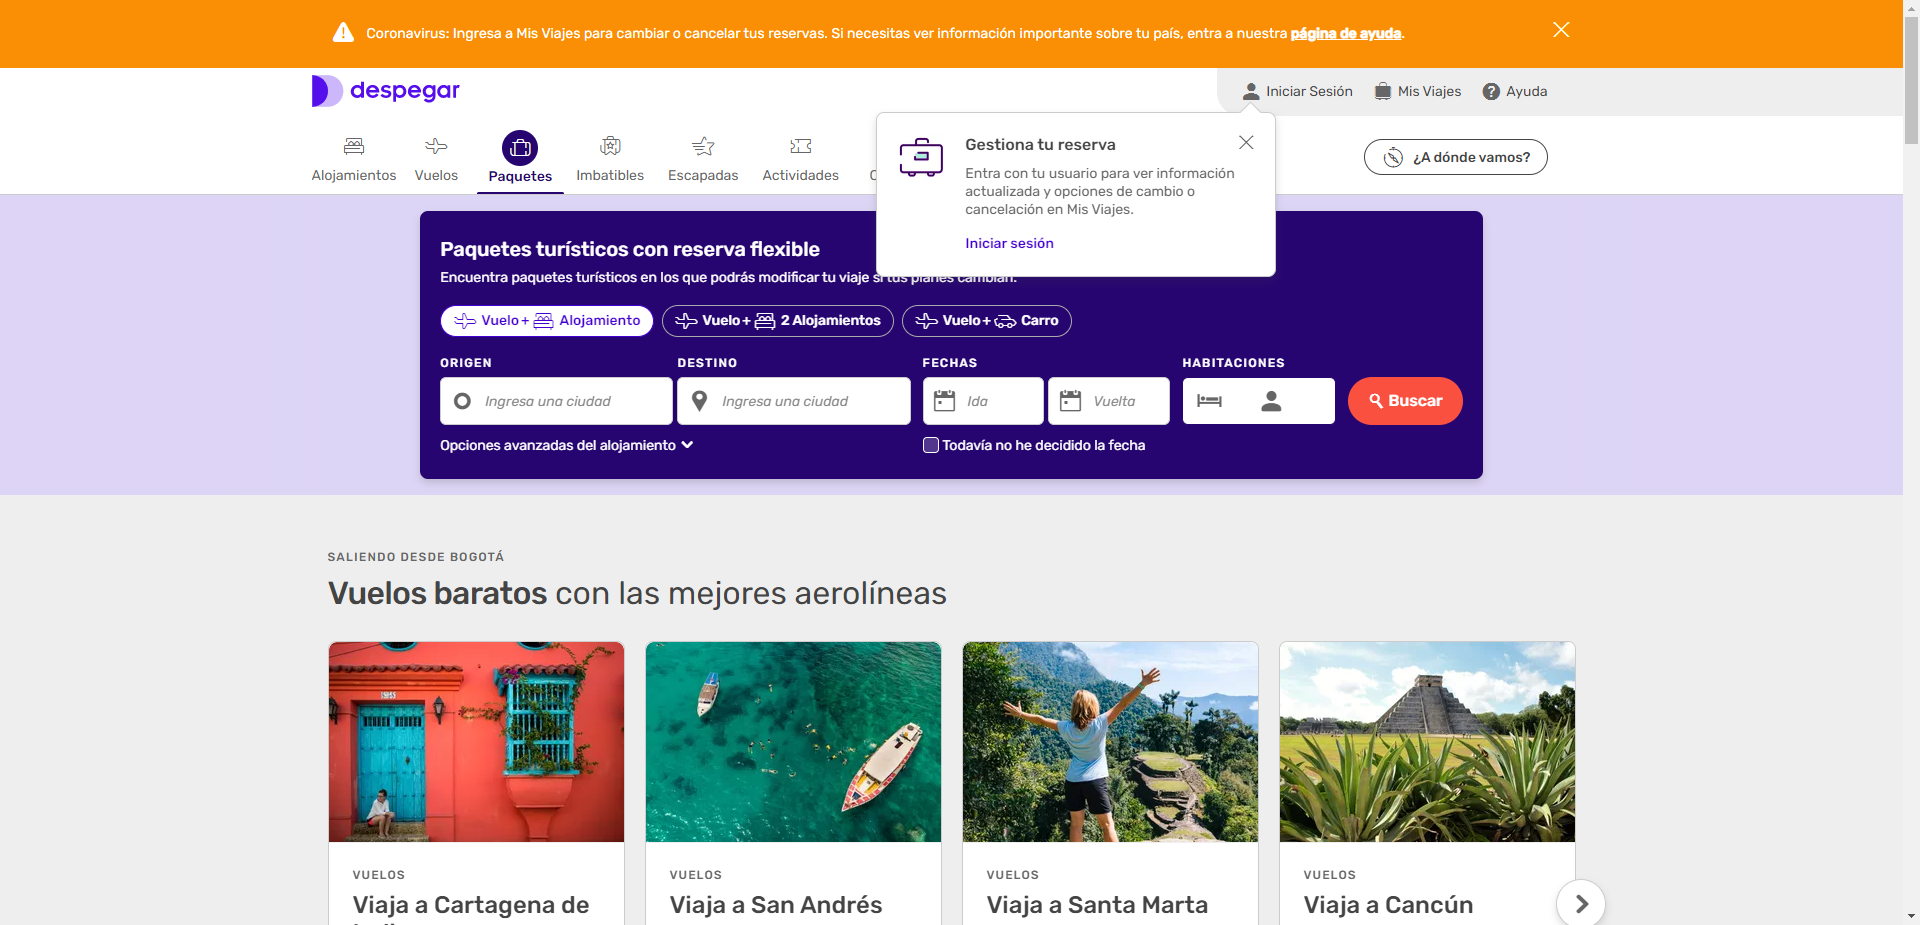 Coronavirus: Ingresa a Mis Viajes para cambiar o cancelar tus reservas. Si necesitas ver información importante sobre tu país, entra a nuestra página de ayuda.
despegar
Iniciar Sesión
Mis Viajes
Ayuda
Alojamientos
Vuelos
Paquetes
Imbatibles
Escapadas
Actividades
¿A dónde vamos?
Gestiona tu reserva
Entra con tu usuario para ver información
actualizada y opciones de cambio o
cancelación en Mis Viajes.
Iniciar sesión
Paquetes turísticos con reserva flexible
Encuentra paquetes turísticos en los que podrás modificar tu viaje si tus planes cambian.
Vuelo + Alojamiento
Vuelo + 2 Alojamientos
Vuelo + Carro
ORIGEN
DESTINO
FECHAS
HABITACIONES
Ingresa una ciudad
Ingresa una ciudad
Ida
Vuelta
Buscar
Opciones avanzadas del alojamiento
Todavía no he decidido la fecha
SALIENDO DESDE BOGOTÁ
Vuelos baratos con las mejores aerolíneas
VUELOS
Viaja a Cartagena de
VUELOS
Viaja a San Andrés
VUELOS
Viaja a Santa Marta
VUELOS
Viaja a Cancún